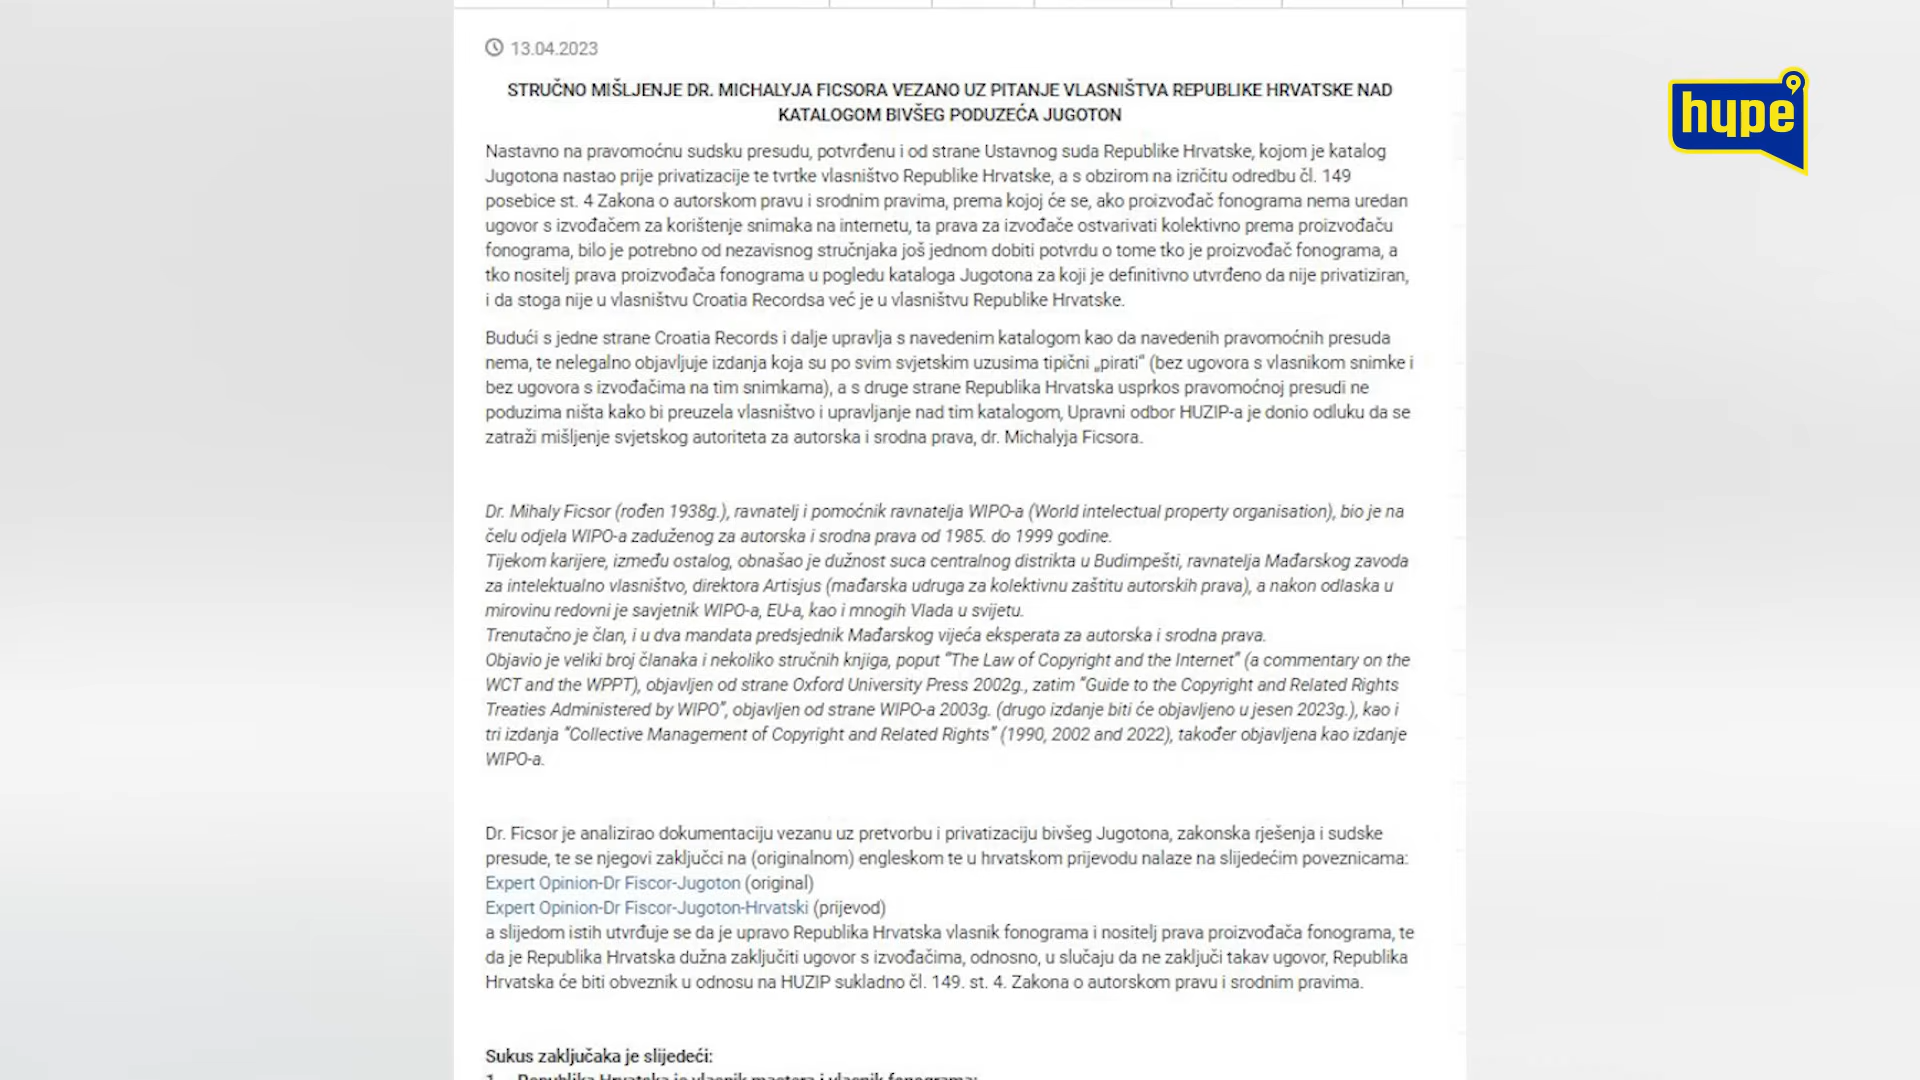 13.04.2023
hype
STRUČNO MIŠLJENJE DR. MICHALYJA FICSORA VEZANO UZ PITANJE VLASNIŠTVA REPUBLIKE HRVATSKE NAD
KATALOGOM BIVŠEG PODUZEĆA JUGOTON
Nastavno na pravomoćnu sudsku presudu, potvrđenu i od strane Ustavnog suda Republike Hrvatske, kojom je katalog
Jugotona nastao prije privatizacije te tvrtke vlasništvo Republike Hrvatske, a s obzirom na izričitu odredbu čl. 149
posebice st. 4 Zakona o autorskom pravu i srodnim pravima, prema kojoj će se, ako proizvođač fonograma nema uredan
ugovor s izvođačem za korištenje snimaka na internetu, ta prava za izvođače ostvarivati kolektivno prema proizvođaču
fonograma, bilo je potrebno od nezavisnog stručnjaka još jednom dobiti potvrdu o tome tko je proizvođač fonograma, a
tko nositelj prava proizvođača fonograma u pogledu kataloga Jugotona za koji je definitivno utvrđeno da nije privatiziran,
i da stoga nije u vlasništvu Croatia Recordsa već je u vlasništvu Republike Hrvatske.
Budući s jedne strane Croatia Records i dalje upravlja s navedenim katalogom kao da navedenih pravomoćnih presuda
nema, te nelegalno objavljuje izdanja koja su po svim svjetskim uzusima tipični „pirati“ (bez ugovora s vlasnikom snimke i
bez ugovora s izvođačima na tim snimkama), a s druge strane Republika Hrvatska usprkos pravomoćnoj presudi ne
poduzima ništa kako bi preuzela vlasništvo i upravljanje nad tim katalogom, Upravni odbor HUZIP-a je donio odluku da se
zatraži mišljenje svjetskog autoriteta za autorska i srodna prava, dr. Michalyja Ficsora.
Dr. Mihaly Ficsor (rođen 1938g.), ravnatelj i pomoćnik ravnatelja WIPO-a (World intelectual property organisation), bio je na
čelu odjela WIPO-a zaduženog za autorska i srodna prava od 1985. do 1999 godine.
Tijekom karijere, između ostalog, obnašao je dužnost suca centralnog distrikta u Budimpešti, ravnatelja Mađarskog zavoda
za intelektualno vlasništvo, direktora Artisjus (mađarska udruga za kolektivnu zaštitu autorskih prava), a nakon odlaska u
mirovinu redovni je savjetnik WIPO-a, EU-a, kao i mnogih Vlada u svijetu.
Trenutačno je član, i u dva mandata predsjednik Mađarskog vijeća eksperata za autorska i srodna prava.
Objavio je veliki broj članaka i nekoliko stručnih knjiga, poput “The Law of Copyright and the Internet” (a commentary on the
WCT and the WPPT), objavljen od strane Oxford University Press 2002g., zatim “Guide to the Copyright and Related Rights
Treaties Administered by WIPO”, objavljen od strane WIPO-a 2003g. (drugo izdanje biti će objavljeno u jesen 2023g.), kao i
tri izdanja “Collective Management of Copyright and Related Rights” (1990, 2002 and 2022), također objavljena kao izdanje
WIPO-a.
Dr. Ficsor je analizirao dokumentaciju vezanu uz pretvorbu i privatizaciju bivšeg Jugotona, zakonska rješenja i sudske
presude, te se njegovi zaključci na (originalnom) engleskom te u hrvatskom prijevodu nalaze na slijedećim poveznicama:
Expert Opinion-Dr Fiscor-Jugoton (original)
Expert Opinion-Dr Fiscor-Jugoton-Hrvatski (prijevod)
a slijedom istih utvrđuje se da je upravo Republika Hrvatska vlasnik fonograma i nositelj prava proizvođača fonograma, te
da je Republika Hrvatska dužna zaključiti ugovor s izvođačima, odnosno, u slučaju da ne zaključi takav ugovor, Republika
Hrvatska će biti obveznik u odnosu na HUZIP sukladno čl. 149. st. 4. Zakona o autorskom pravu i srodnim pravima.
Sukus zaključaka je slijedeći:
1. Republika Hrvatska je vlasnik mastera i vlasnik fonograma;